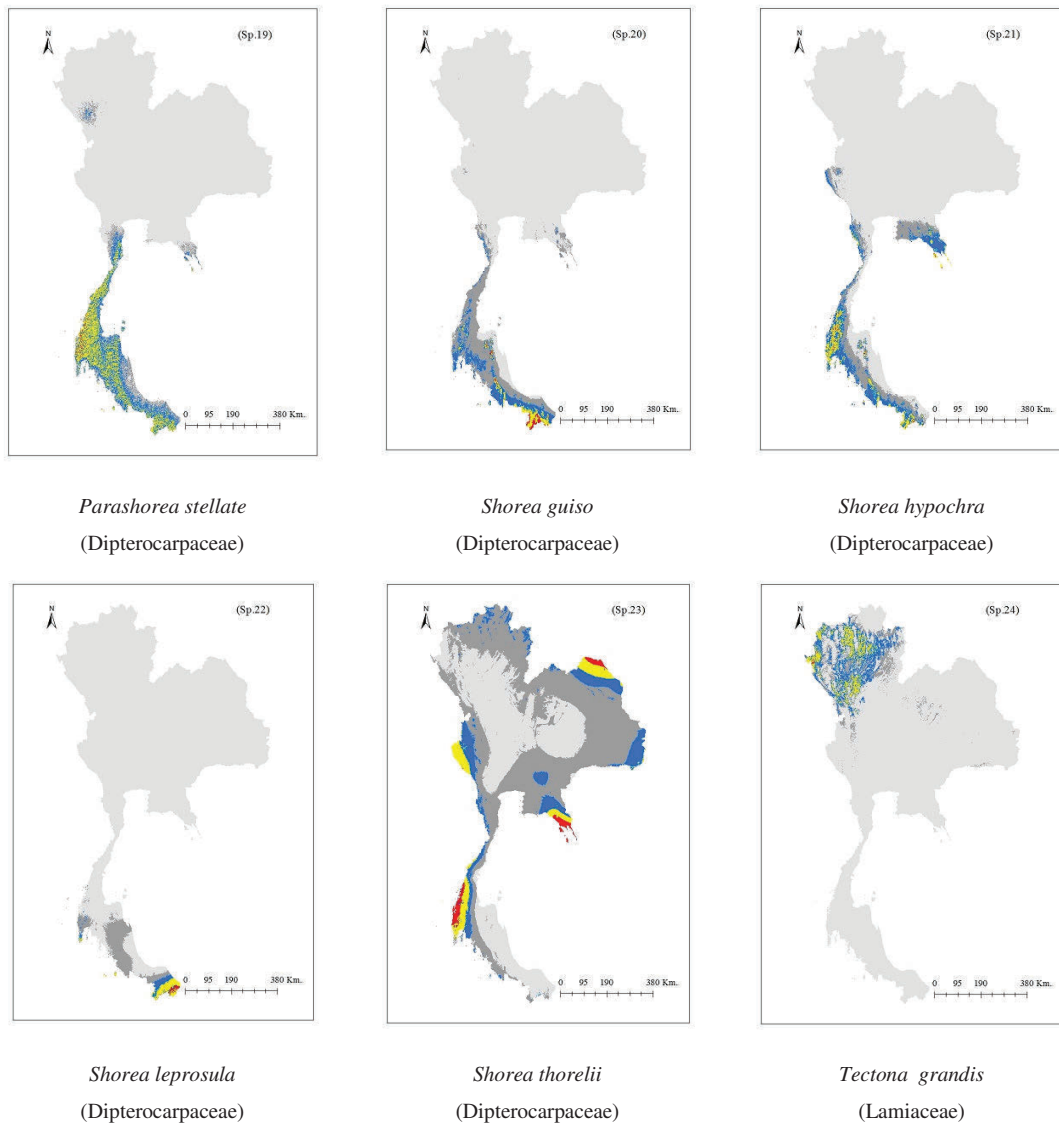 N (Sp.19)
0 95 190 380 Km.
Parashorea stellate
(Dipterocarpaceae)
N (Sp.20)
0 95 190 380 Km.
Shorea guiso
(Dipterocarpaceae)
N (Sp.21)
0 95 190 380 Km.
Shorea hypochra
(Dipterocarpaceae)
N (Sp.22)
0 95 190 380 Km.
Shorea leprosula
(Dipterocarpaceae)
N (Sp.23)
0 95 190 380 Km.
Shorea thorelii
(Dipterocarpaceae)
N (Sp.24)
0 95 190 380 Km.
Tectona grandis
(Lamiaceae)